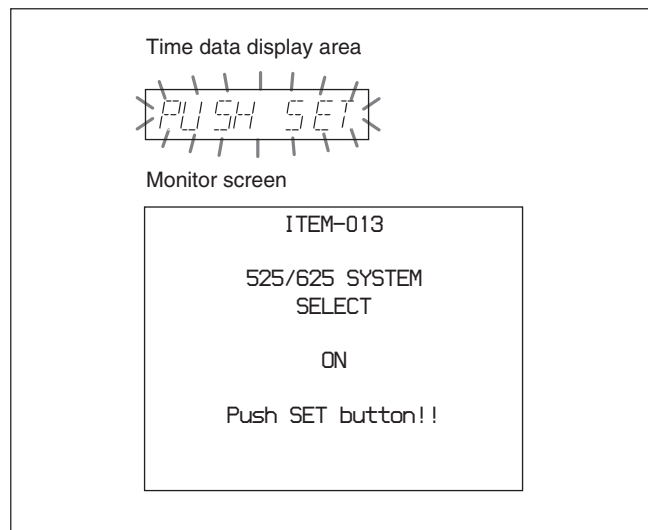 Time data display area
PUSH SET
Monitor screen
ITEM-013
525/625 SYSTEM
SELECT
ON
Push SET button!!